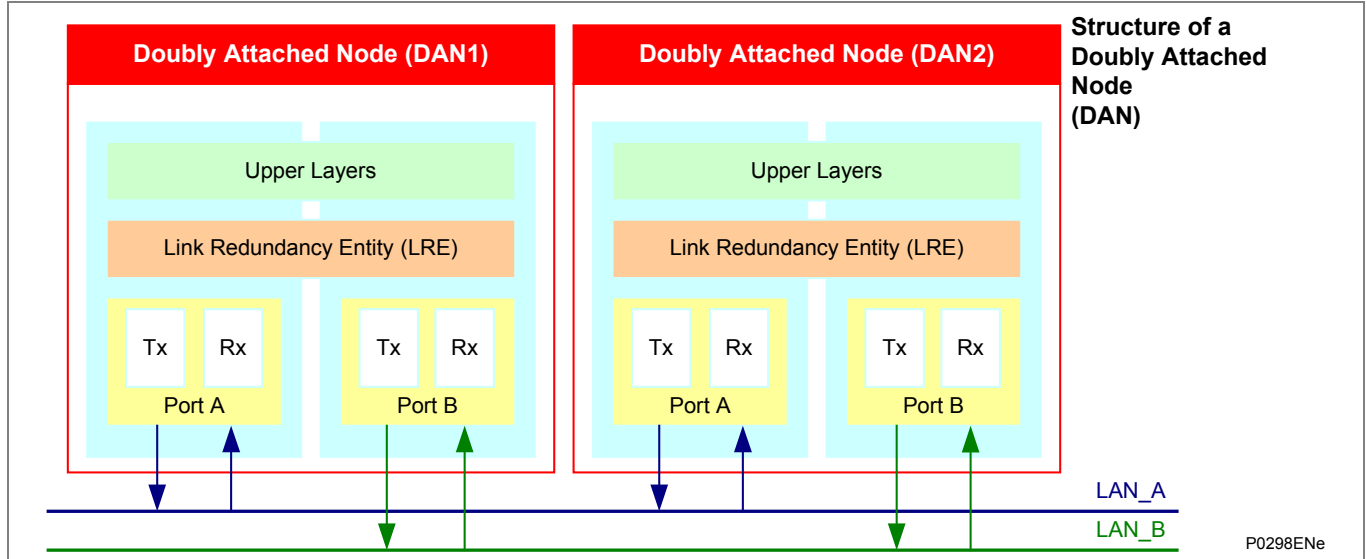 Doubly Attached Node (DAN1)
Doubly Attached Node (DAN2)
Structure of a
Doubly Attached
Node
(DAN)
Upper Layers
Upper Layers
Link Redundancy Entity (LRE)
Link Redundancy Entity (LRE)
Tx Rx Tx Rx Tx Rx Tx Rx
Port A Port B Port A Port B
LAN_A
LAN_B
P0298ENe